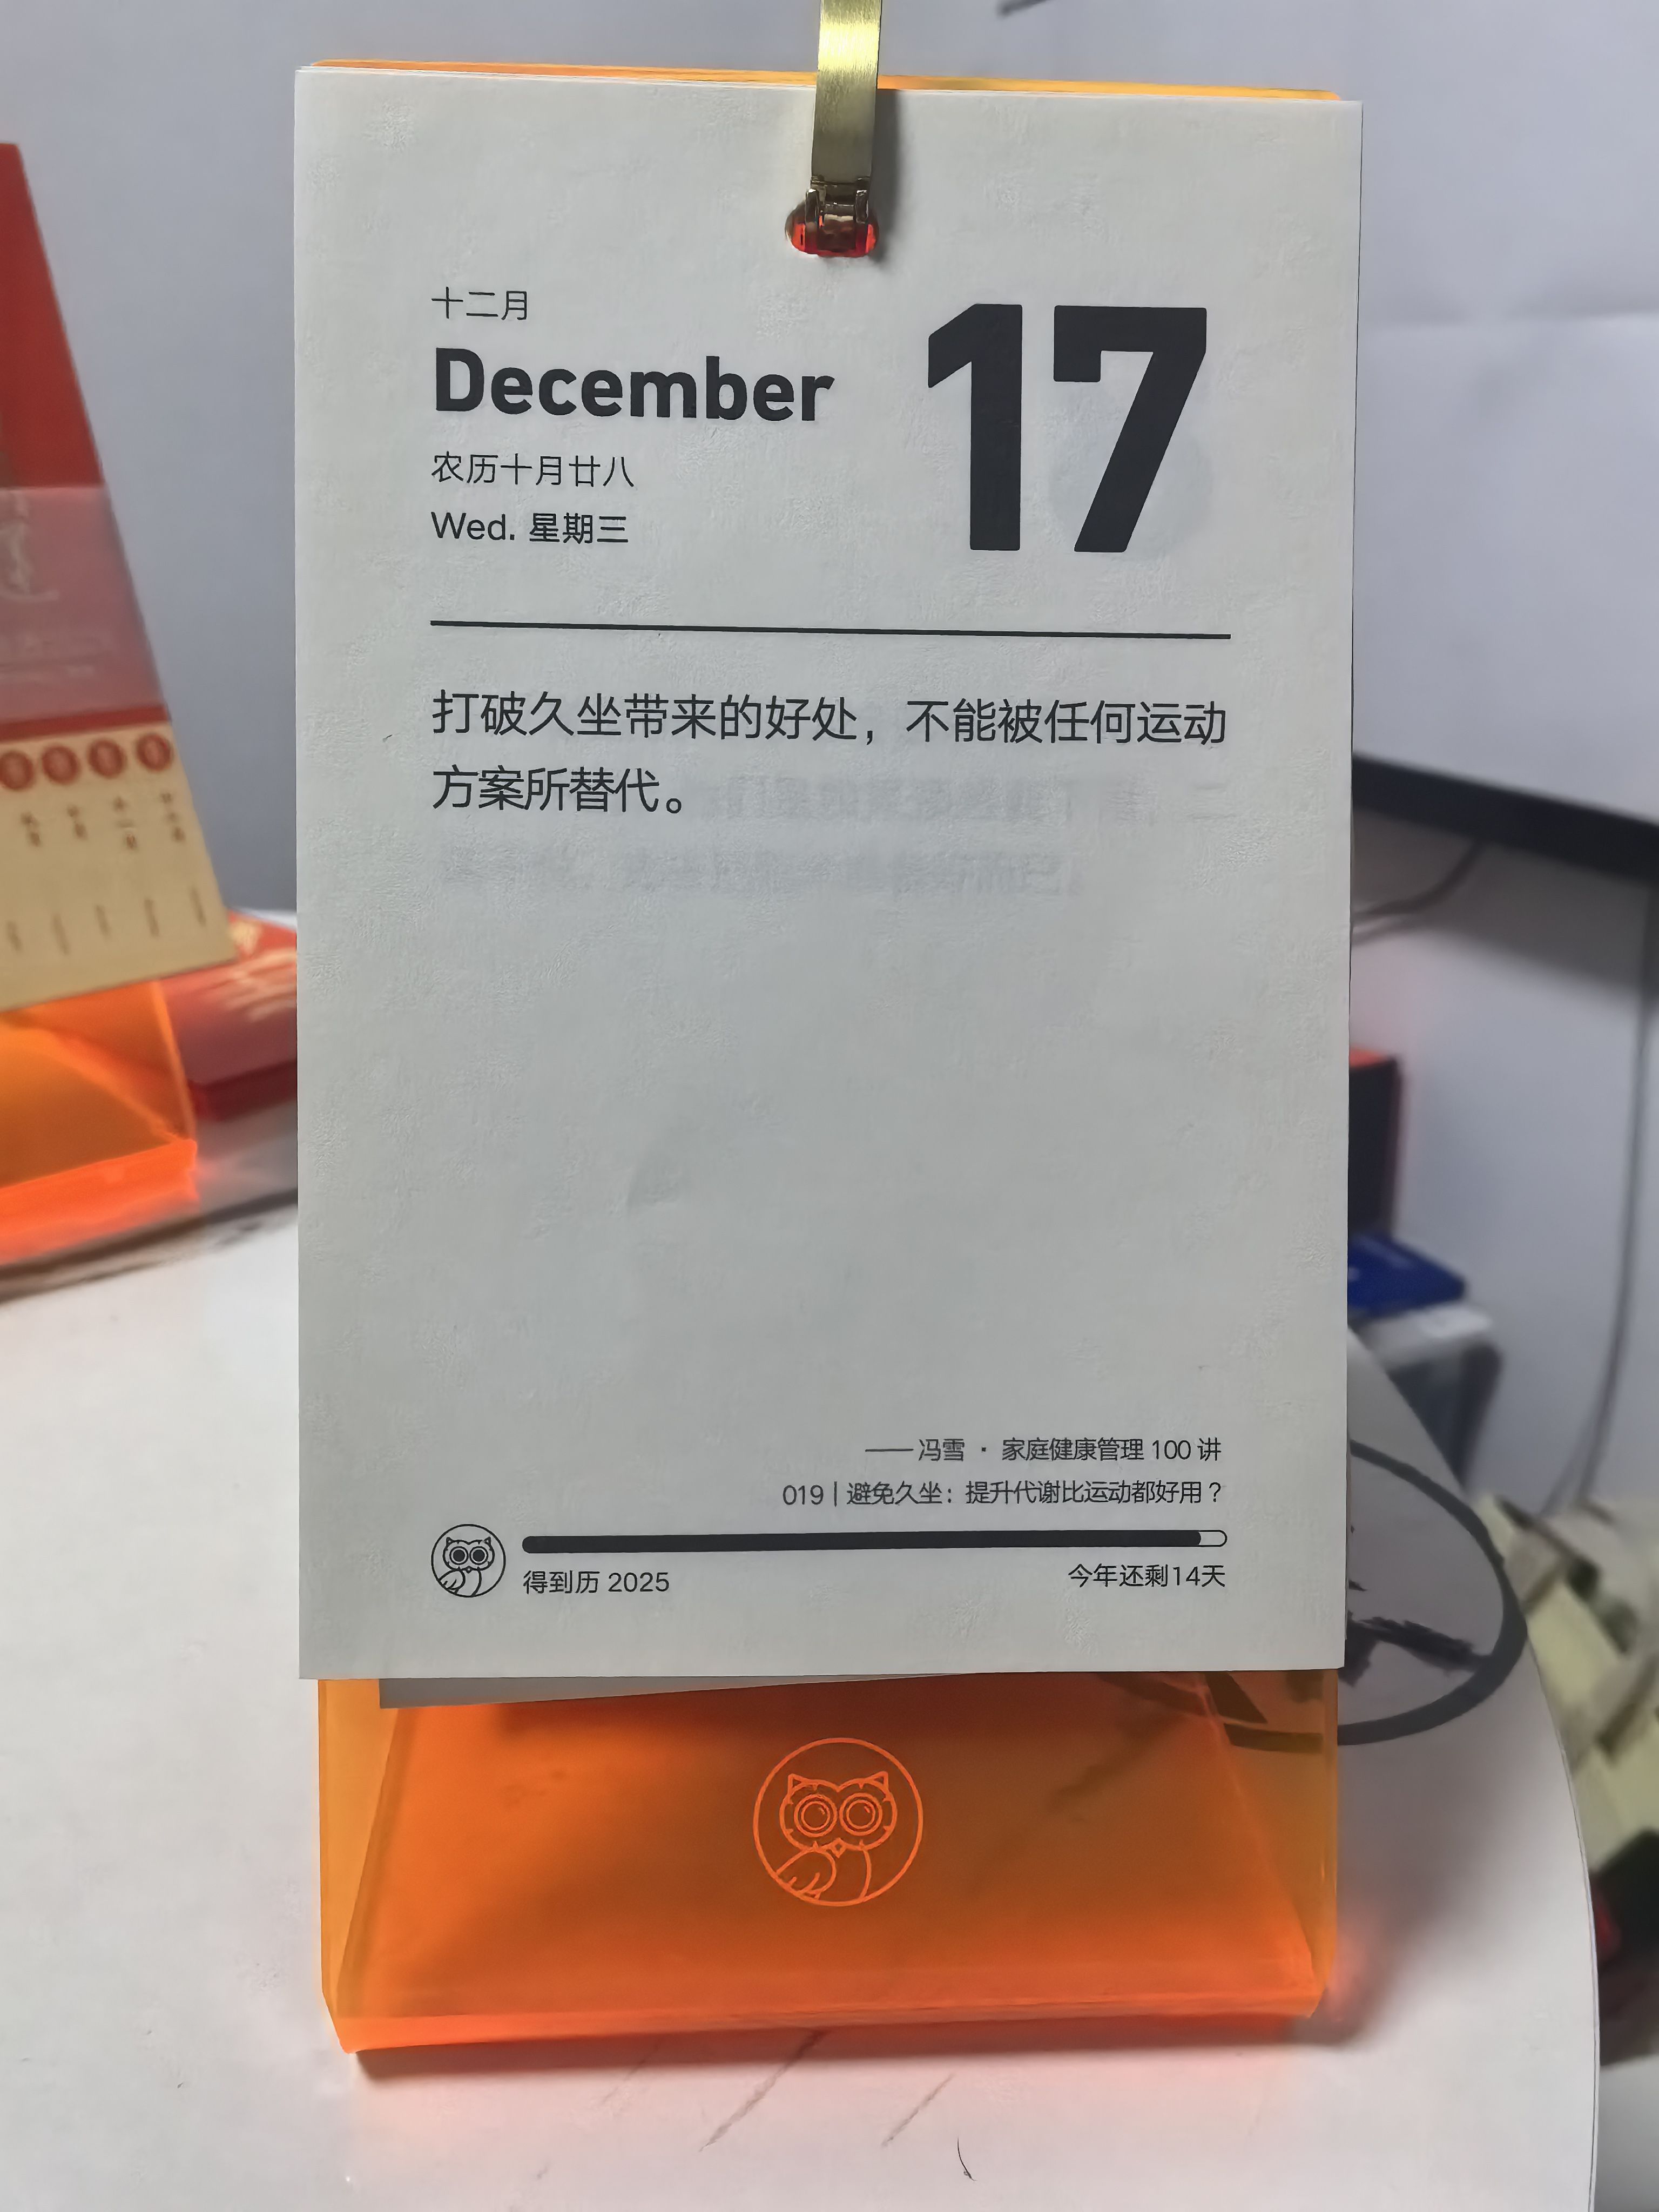 十二月
December
17
农历十月廿八
Wed. 星期三
打破久坐带来的好处，不能被任何运动
方案所替代。
—— 冯雪 · 家庭健康管理 100 讲
019 | 避免久坐：提升代谢比运动都好用？
得到历 2025
今年还剩14天